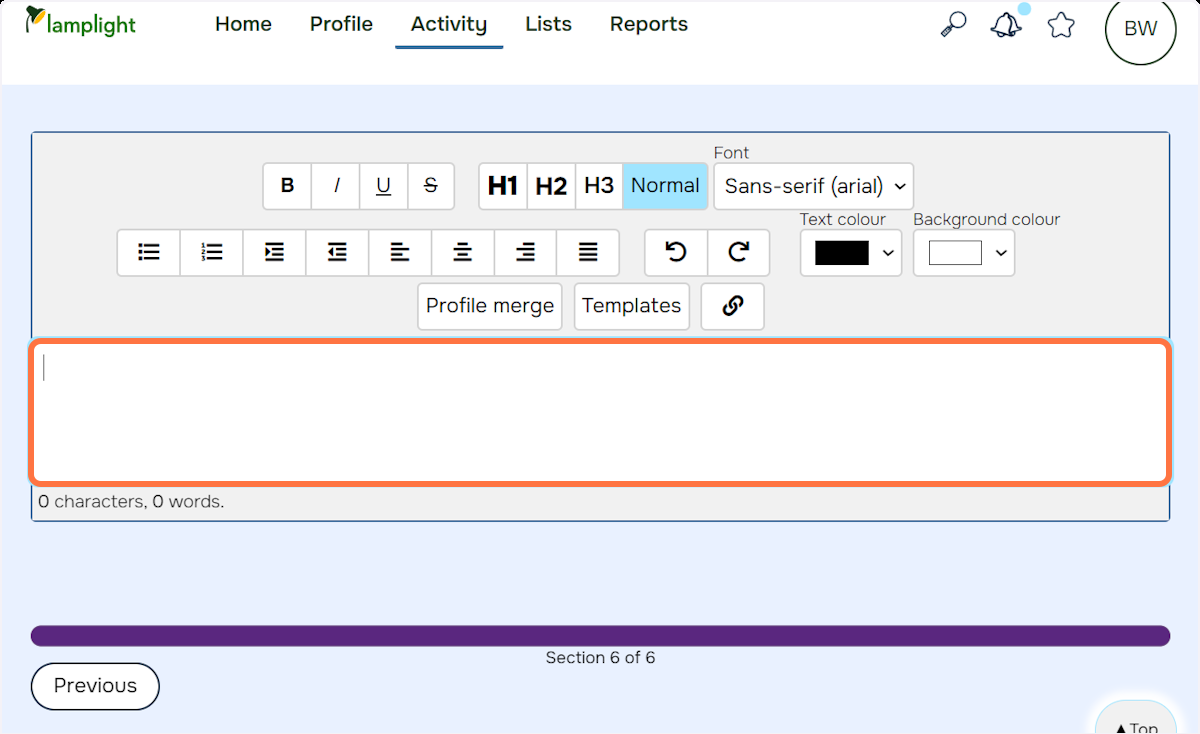 lamplight Home Profile Activity Lists Reports BW
Font
B I U S H1 H2 H3 Normal Sans-serif (arial)
Text colour Background colour
Profile merge Templates
0 characters, 0 words.
Section 6 of 6
Previous
▲Top